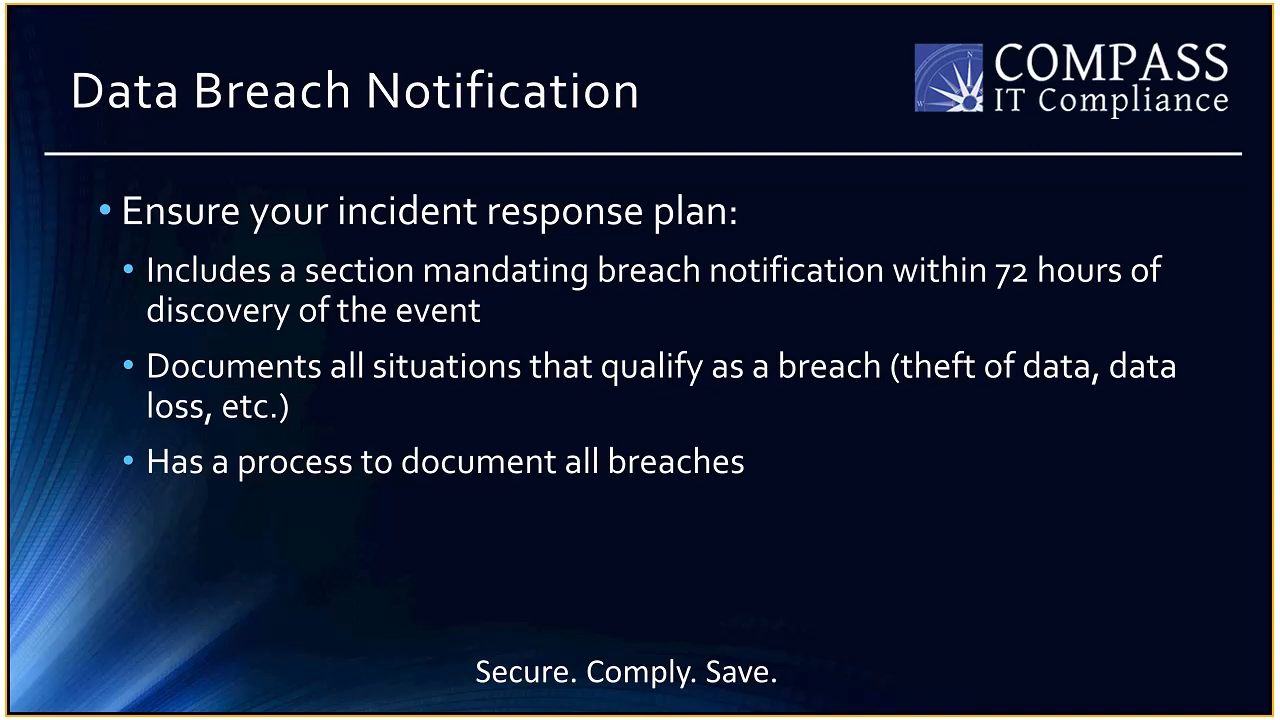 Data Breach Notification
COMPASS
IT Compliance
N
W
• Ensure your incident response plan:
• Includes a section mandating breach notification within 72 hours of
discovery of the event
• Documents all situations that qualify as a breach (theft of data, data
loss, etc.)
• Has a process to document all breaches
Secure. Comply. Save.